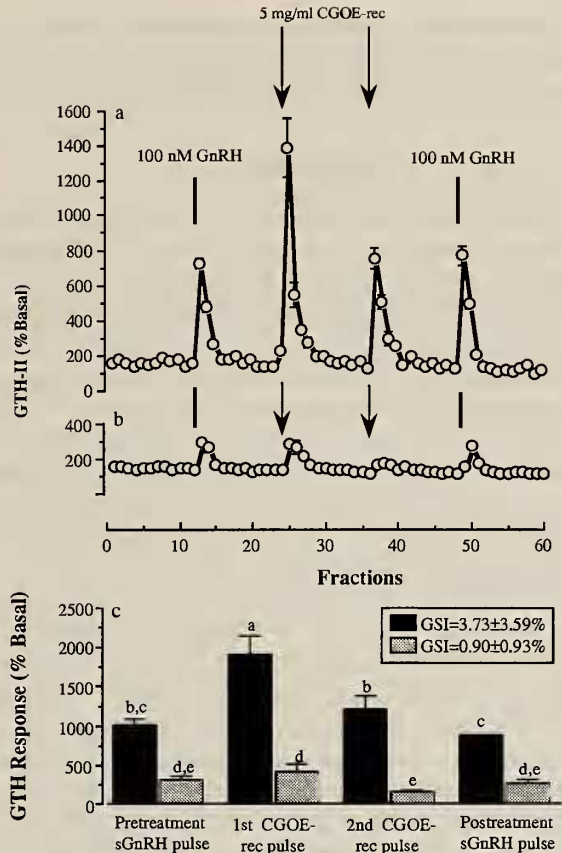 5 mg/ml CGOE-rec
1600
a
1400
100 nM GnRH
100 nM GnRH
1200
1000
800
600
400
200
0
GTH-II (%Basal)
400
b
200
0
10
20
30
40
50
60
Fractions
2500
c
2000
1500
1000
500
0
GTH Response (% Basal)
GSI=3.73±3.59%
GSI=0.90±0.93%
a
b
b,c
c
d,e
d
e
d,e
Pretreatment 1st CGOE- 2nd CGOE- Postreatment
sGnRH pulse rec pulse rec pulse sGnRH pulse